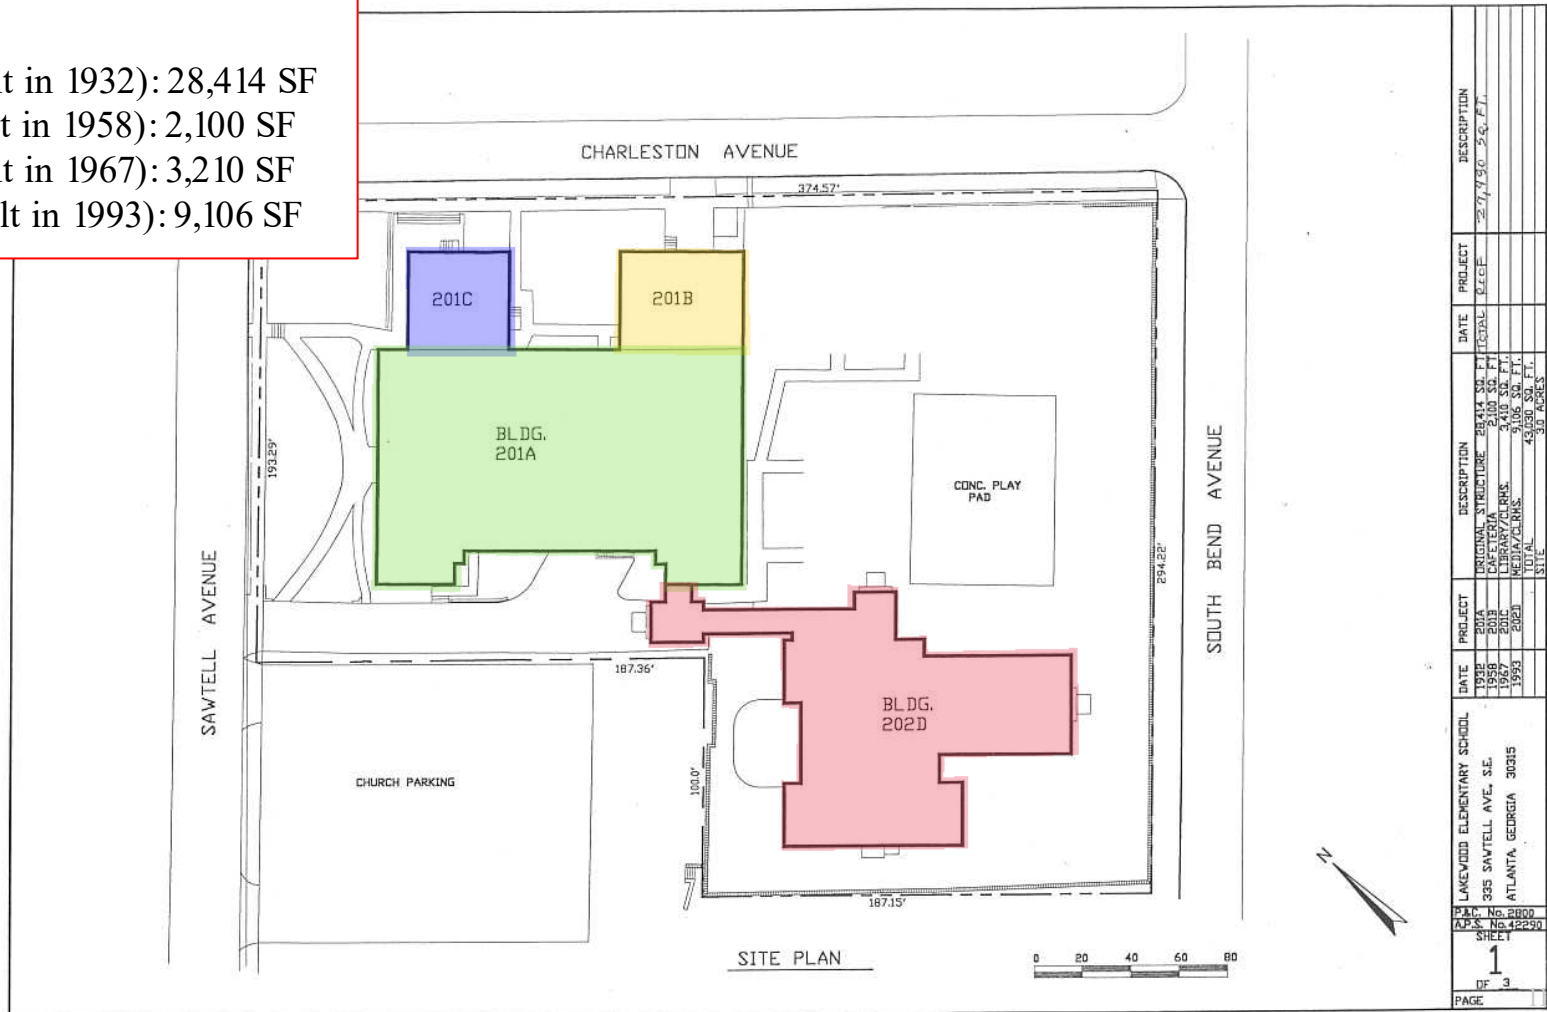 t in 1932): 28,414 SF
t in 1958): 2,100 SF
t in 1967): 3,210 SF
lt in 1993): 9,106 SF
CHARLESTON AVENUE
374.57'
201C
201B
BLDG.
201A
193.29'
CONC. PLAY
PAD
294.22'
SAWTELL AVENUE
SOUTH BEND AVENUE
187.36'
BLDG.
202D
CHURCH PARKING
100.0'
187.15'
N
SITE PLAN
0 20 40 60 80
DATE PROJECT DESCRIPTION DATE PROJECT DESCRIPTION
1932 201A ORIGINAL STRUCTURE 28,414 SQ. FT. TOTAL ROOF 29,490 SQ. FT.
1958 201B CAFETERIA 2,100 SQ. FT.
1967 201C LIBRARY/CLRMS. 3,410 SQ. FT.
1993 202D MEDIA/CLRMS. 9,106 SQ. FT.
TOTAL 43,030 SQ. FT.
SITE 3.0 ACRES
LAKEWOOD ELEMENTARY SCHOOL
335 SAWTELL AVE, S.E.
ATLANTA, GEORGIA 30315
P.&C. No. 2800
A.P.S. No. 42290
SHEET
1
OF 3
PAGE